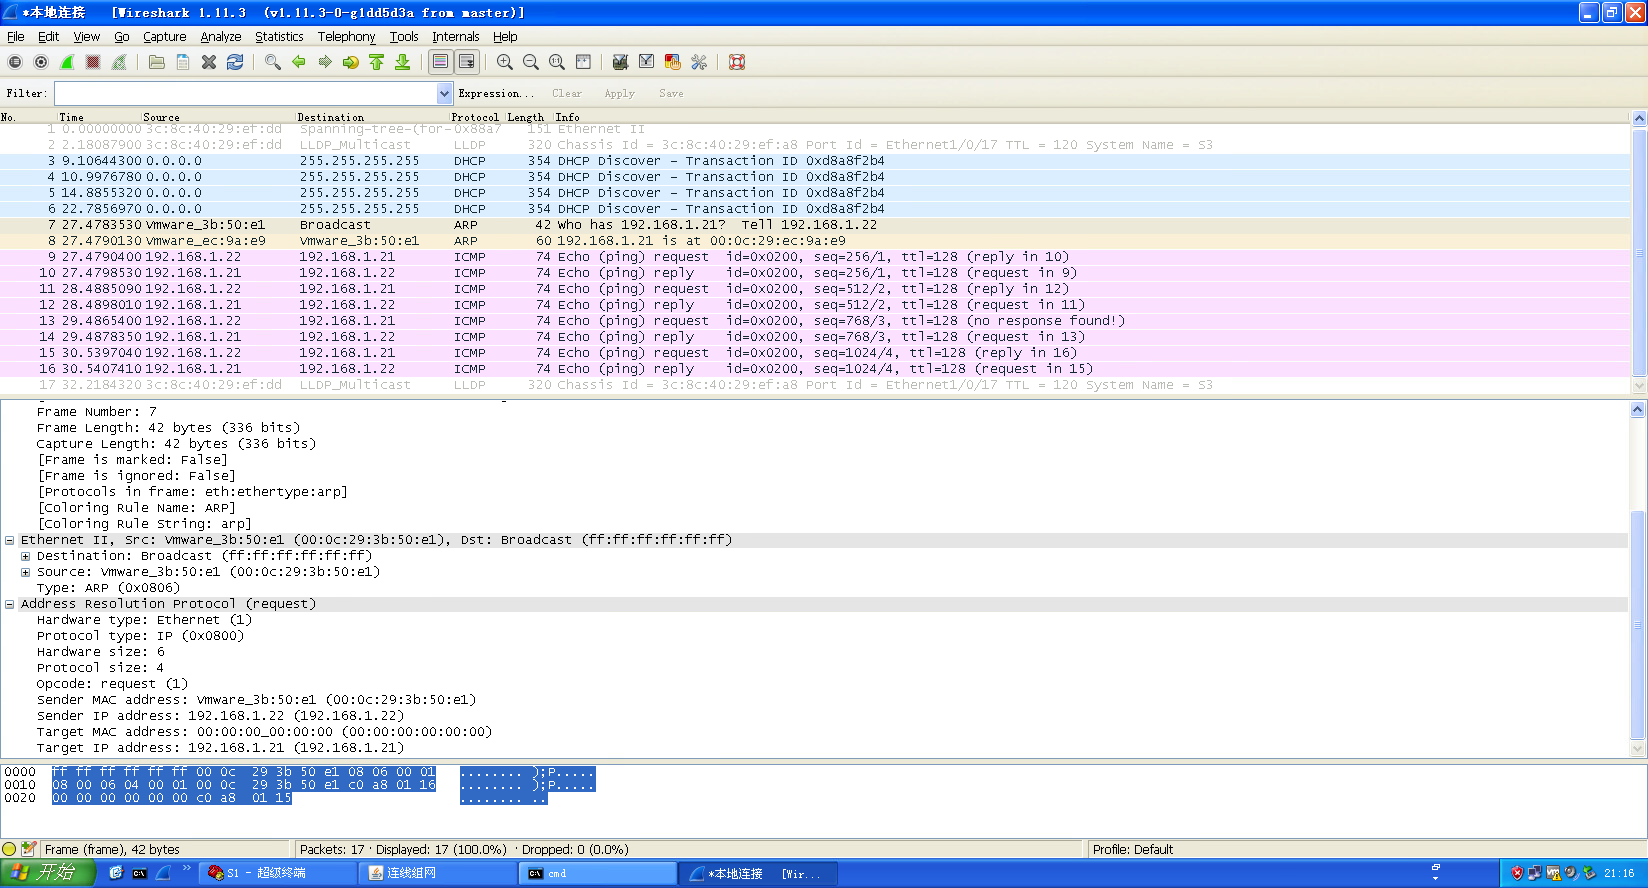 *本地连接   [Wireshark 1.11.3  (v1.11.3-0-g1dd5d3a from master)]
File Edit View Go Capture Analyze Statistics Telephony Tools Internals Help
Filter: Expression... Clear Apply Save
No. Time Source Destination Protocol Length Info
1 0.00000000 3c:8c:40:29:ef:dd Spanning-tree-(for- 0x88a7 151 Ethernet II
2 2.18087900 3c:8c:40:29:ef:dd LLDP_Multicast LLDP 320 Chassis Id = 3c:8c:40:29:ef:a8 Port Id = Ethernet1/0/17 TTL = 120 System Name = S3
3 9.10644300 0.0.0.0 255.255.255.255 DHCP 354 DHCP Discover - Transaction ID 0xd8a8f2b4
4 10.9976780 0.0.0.0 255.255.255.255 DHCP 354 DHCP Discover - Transaction ID 0xd8a8f2b4
5 14.8855320 0.0.0.0 255.255.255.255 DHCP 354 DHCP Discover - Transaction ID 0xd8a8f2b4
6 22.7856970 0.0.0.0 255.255.255.255 DHCP 354 DHCP Discover - Transaction ID 0xd8a8f2b4
7 27.4783530 Vmware_3b:50:e1 Broadcast ARP 42 Who has 192.168.1.21?  Tell 192.168.1.22
8 27.4790130 Vmware_ec:9a:e9 Vmware_3b:50:e1 ARP 60 192.168.1.21 is at 00:0c:29:ec:9a:e9
9 27.4790400 192.168.1.22 192.168.1.21 ICMP 74 Echo (ping) request  id=0x0200, seq=256/1, ttl=128 (reply in 10)
10 27.4798530 192.168.1.21 192.168.1.22 ICMP 74 Echo (ping) reply    id=0x0200, seq=256/1, ttl=128 (request in 9)
11 28.4885090 192.168.1.22 192.168.1.21 ICMP 74 Echo (ping) request  id=0x0200, seq=512/2, ttl=128 (reply in 12)
12 28.4898010 192.168.1.21 192.168.1.22 ICMP 74 Echo (ping) reply    id=0x0200, seq=512/2, ttl=128 (request in 11)
13 29.4865400 192.168.1.22 192.168.1.21 ICMP 74 Echo (ping) request  id=0x0200, seq=768/3, ttl=128 (no response found!)
14 29.4878350 192.168.1.21 192.168.1.22 ICMP 74 Echo (ping) reply    id=0x0200, seq=768/3, ttl=128 (request in 13)
15 30.5397040 192.168.1.22 192.168.1.21 ICMP 74 Echo (ping) request  id=0x0200, seq=1024/4, ttl=128 (reply in 16)
16 30.5407410 192.168.1.21 192.168.1.22 ICMP 74 Echo (ping) reply    id=0x0200, seq=1024/4, ttl=128 (request in 15)
17 32.2184320 3c:8c:40:29:ef:dd LLDP_Multicast LLDP 320 Chassis Id = 3c:8c:40:29:ef:a8 Port Id = Ethernet1/0/17 TTL = 120 System Name = S3
Frame Number: 7
Frame Length: 42 bytes (336 bits)
Capture Length: 42 bytes (336 bits)
[Frame is marked: False]
[Frame is ignored: False]
[Protocols in frame: eth:ethertype:arp]
[Coloring Rule Name: ARP]
[Coloring Rule String: arp]
Ethernet II, Src: Vmware_3b:50:e1 (00:0c:29:3b:50:e1), Dst: Broadcast (ff:ff:ff:ff:ff:ff)
Destination: Broadcast (ff:ff:ff:ff:ff:ff)
Source: Vmware_3b:50:e1 (00:0c:29:3b:50:e1)
Type: ARP (0x0806)
Address Resolution Protocol (request)
Hardware type: Ethernet (1)
Protocol type: IP (0x0800)
Hardware size: 6
Protocol size: 4
Opcode: request (1)
Sender MAC address: Vmware_3b:50:e1 (00:0c:29:3b:50:e1)
Sender IP address: 192.168.1.22 (192.168.1.22)
Target MAC address: 00:00:00_00:00:00 (00:00:00:00:00:00)
Target IP address: 192.168.1.21 (192.168.1.21)
0000  ff ff ff ff ff ff 00 0c  29 3b 50 e1 08 06 00 01   ........ );P.....
0010  08 00 06 04 00 01 00 0c  29 3b 50 e1 c0 a8 01 16   ........ );P.....
0020  00 00 00 00 00 00 c0 a8  01 15   ........ ..
Frame (frame), 42 bytes Packets: 17 · Displayed: 17 (100.0%)  · Dropped: 0 (0.0%) Profile: Default
开始 S1 - 超级终端 连线组网 cmd *本地连接   [Wir... 21:16